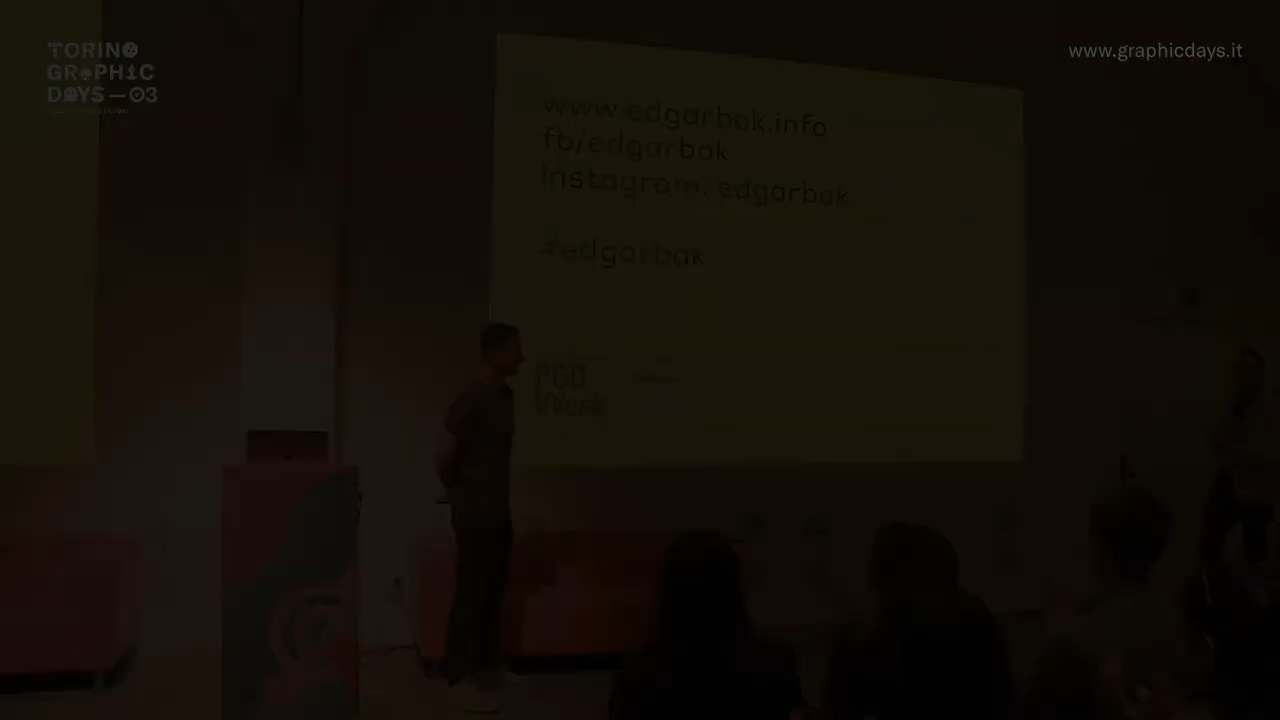 TORINO
GRAPHIC
DAYS—03
www.graphicdays.it
www.edgarbak.info
fb/edgarbak
instagram: edgarbak
#edgarbak